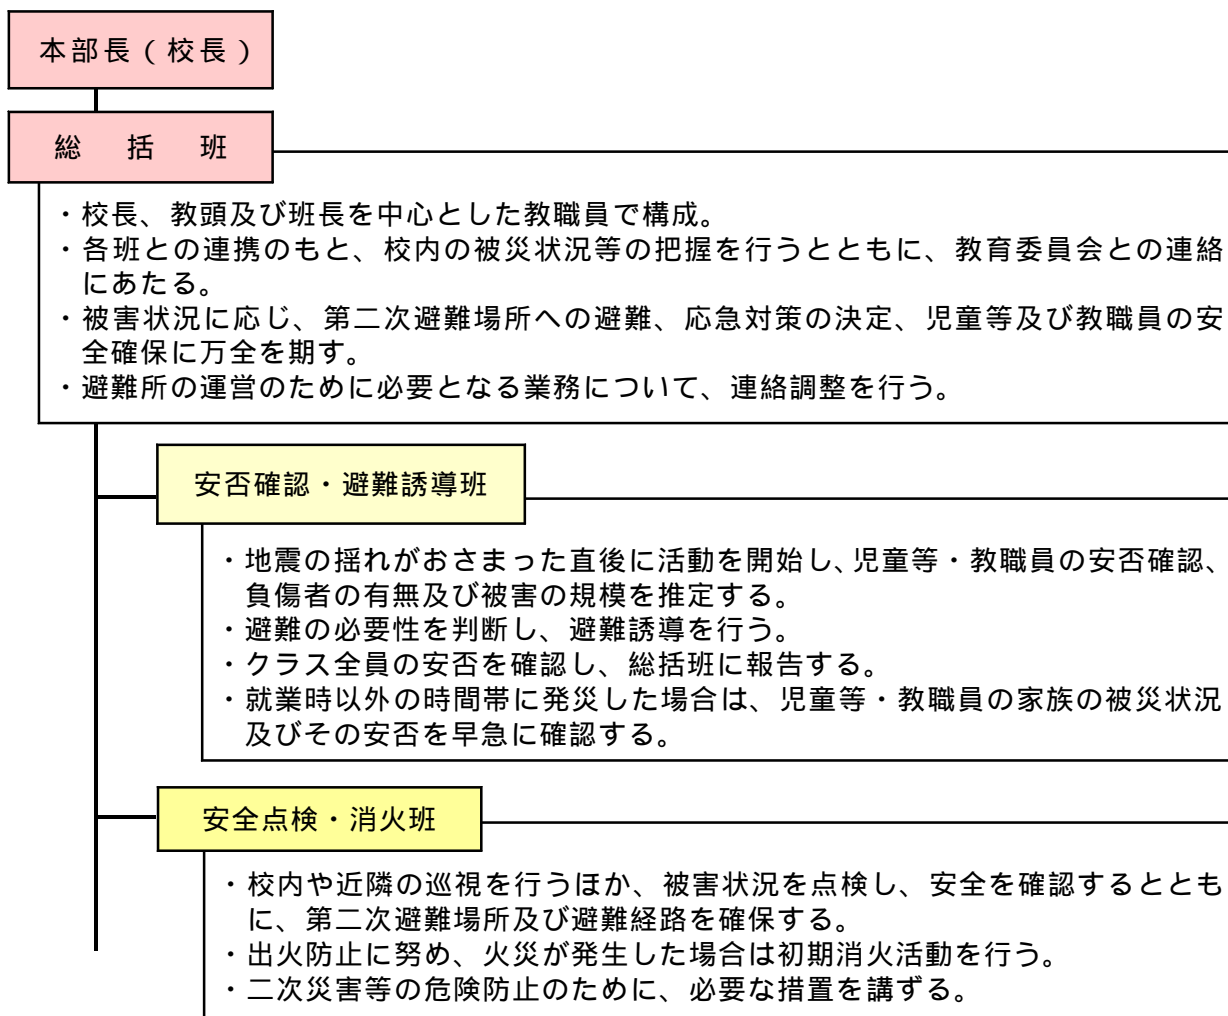 本部長（校長）
総括班
・校長、教頭及び班長を中心とした教職員で構成。
・各班との連携のもと、校内の被災状況等の把握を行うとともに、教育委員会との連絡
にあたる。
・被害状況に応じ、第二次避難場所への避難、応急対策の決定、児童等及び教職員の安
全確保に万全を期す。
・避難所の運営のために必要となる業務について、連絡調整を行う。
安否確認・避難誘導班
・地震の揺れがおさまった直後に活動を開始し、児童等・教職員の安否確認、
負傷者の有無及び被害の規模を推定する。
・避難の必要性を判断し、避難誘導を行う。
・クラス全員の安否を確認し、総括班に報告する。
・就業時以外の時間帯に発災した場合は、児童等・教職員の家族の被災状況
及びその安否を早急に確認する。
安全点検・消火班
・校内や近隣の巡視を行うほか、被害状況を点検し、安全を確認するととも
に、第二次避難場所及び避難経路を確保する。
・出火防止に努め、火災が発生した場合は初期消火活動を行う。
・二次災害等の危険防止のために、必要な措置を講ずる。